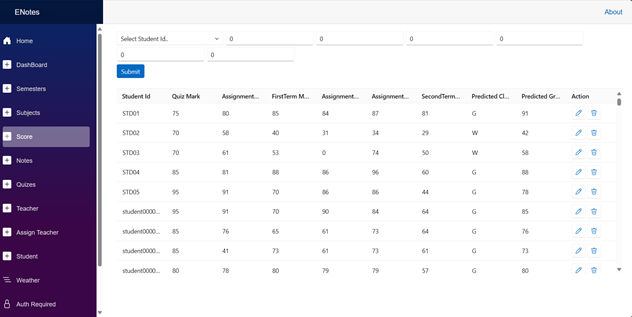 ENotes
About
Home
DashBoard
Semesters
Subjects
Score
Notes
Quizes
Teacher
Assign Teacher
Student
Weather
Auth Required
Select Student Id.. 0 0 0 0
0 0
Submit
Student Id Quiz Mark Assignment... FirstTerm M... Assignment... Assignment... SecondTerm... Predicted Cl... Predicted Gr... Action
STD01 75 80 85 84 87 81 G 91
STD02 70 58 40 31 34 29 W 42
STD03 70 61 53 0 74 50 W 58
STD04 85 81 88 86 96 60 G 88
STD05 95 91 70 86 86 44 G 78
student0000... 95 91 70 90 84 64 G 85
student0000... 85 76 65 61 73 64 G 76
student0000... 85 41 73 61 73 61 G 73
student0000... 80 78 80 79 79 57 G 80